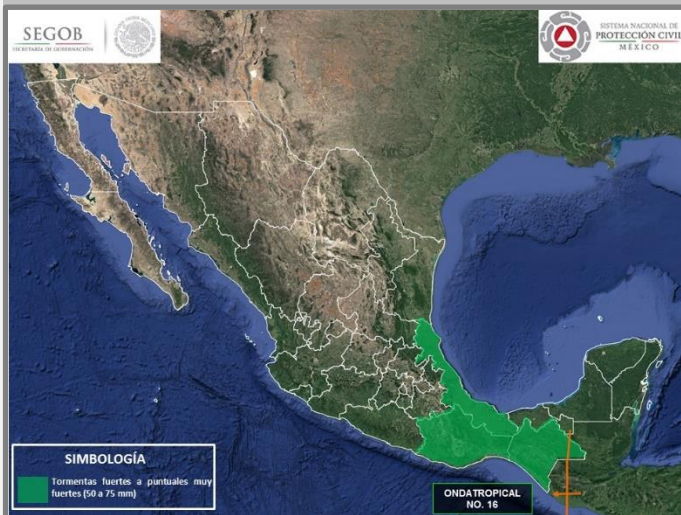 SEGOB
SECRETARÍA DE GOBERNACIÓN
SISTEMA NACIONAL DE
PROTECCIÓN CIVIL
MÉXICO
SIMBOLOGÍA
Tormentas fuertes a puntuales muy
fuertes (50 a 75 mm)
ONDATROPICAL
NO. 16